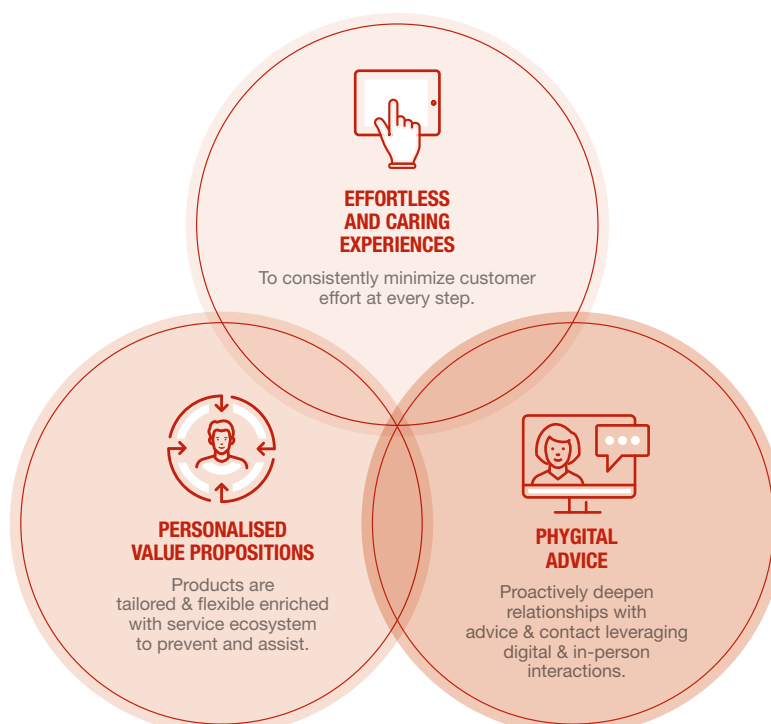 EFFORTLESS
AND CARING
EXPERIENCES
To consistently minimize customer
effort at every step.
PERSONALISED
VALUE PROPOSITIONS
Products are
tailored & flexible enriched
with service ecosystem
to prevent and assist.
PHYGITAL
ADVICE
Proactively deepen
relationships with
advice & contact leveraging
digital & in-person
interactions.